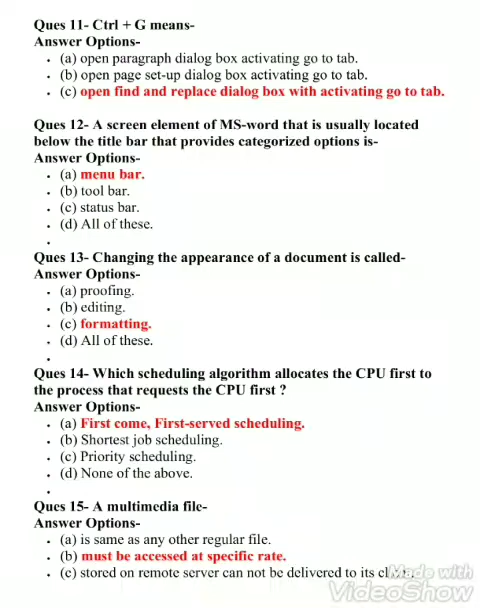 Ques 11- Ctrl + G means-
Answer Options-
• (a) open paragraph dialog box activating go to tab.
• (b) open page set-up dialog box activating go to tab.
• (c) open find and replace dialog box with activating go to tab.
Ques 12- A screen element of MS-word that is usually located
below the title bar that provides categorized options is-
Answer Options-
• (a) menu bar.
• (b) tool bar.
• (c) status bar.
• (d) All of these.
•
Ques 13- Changing the appearance of a document is called-
Answer Options-
• (a) proofing.
• (b) editing.
• (c) formatting.
• (d) All of these.
•
Ques 14- Which scheduling algorithm allocates the CPU first to
the process that requests the CPU first ?
Answer Options-
• (a) First come, First-served scheduling.
• (b) Shortest job scheduling.
• (c) Priority scheduling.
• (d) None of the above.
•
Ques 15- A multimedia file-
Answer Options-
• (a) is same as any other regular file.
• (b) must be accessed at specific rate.
• (c) stored on remote server can not be delivered to its
Made with
VideoShow